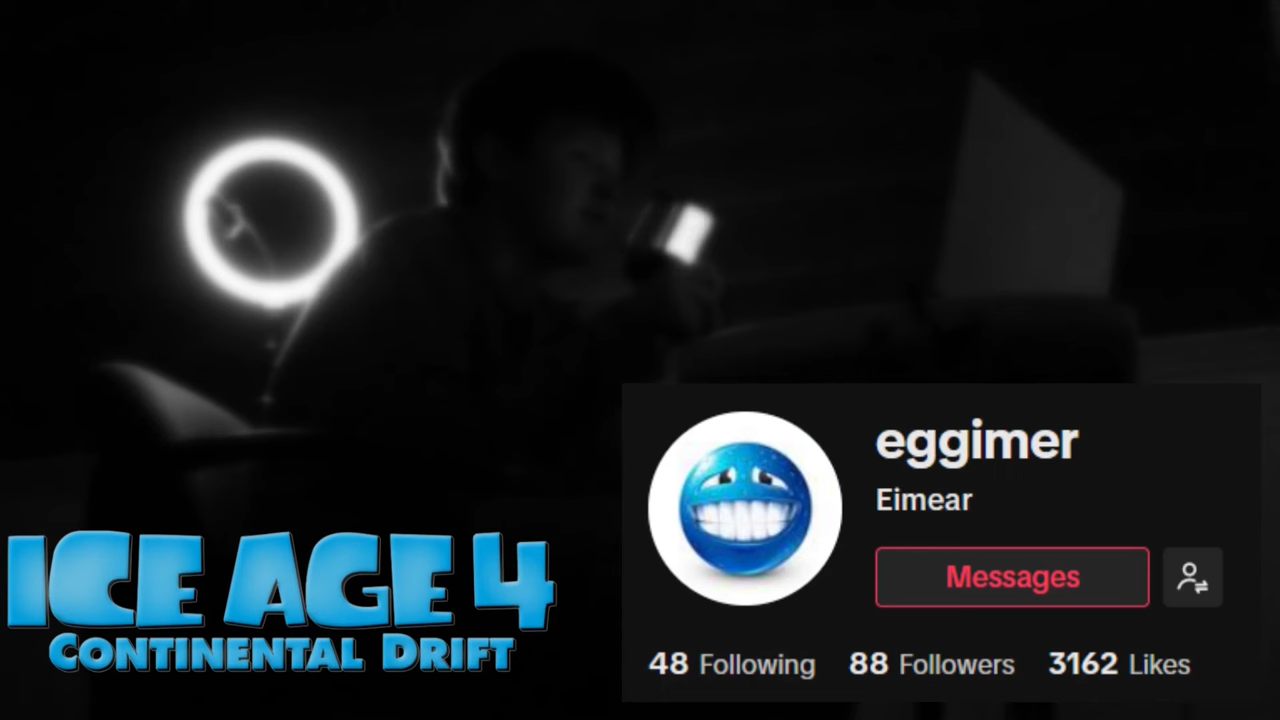 ICE AGE 4
CONTINENTAL DRIFT
eggimer
Eimear
Messages
48 Following 88 Followers 3162 Likes